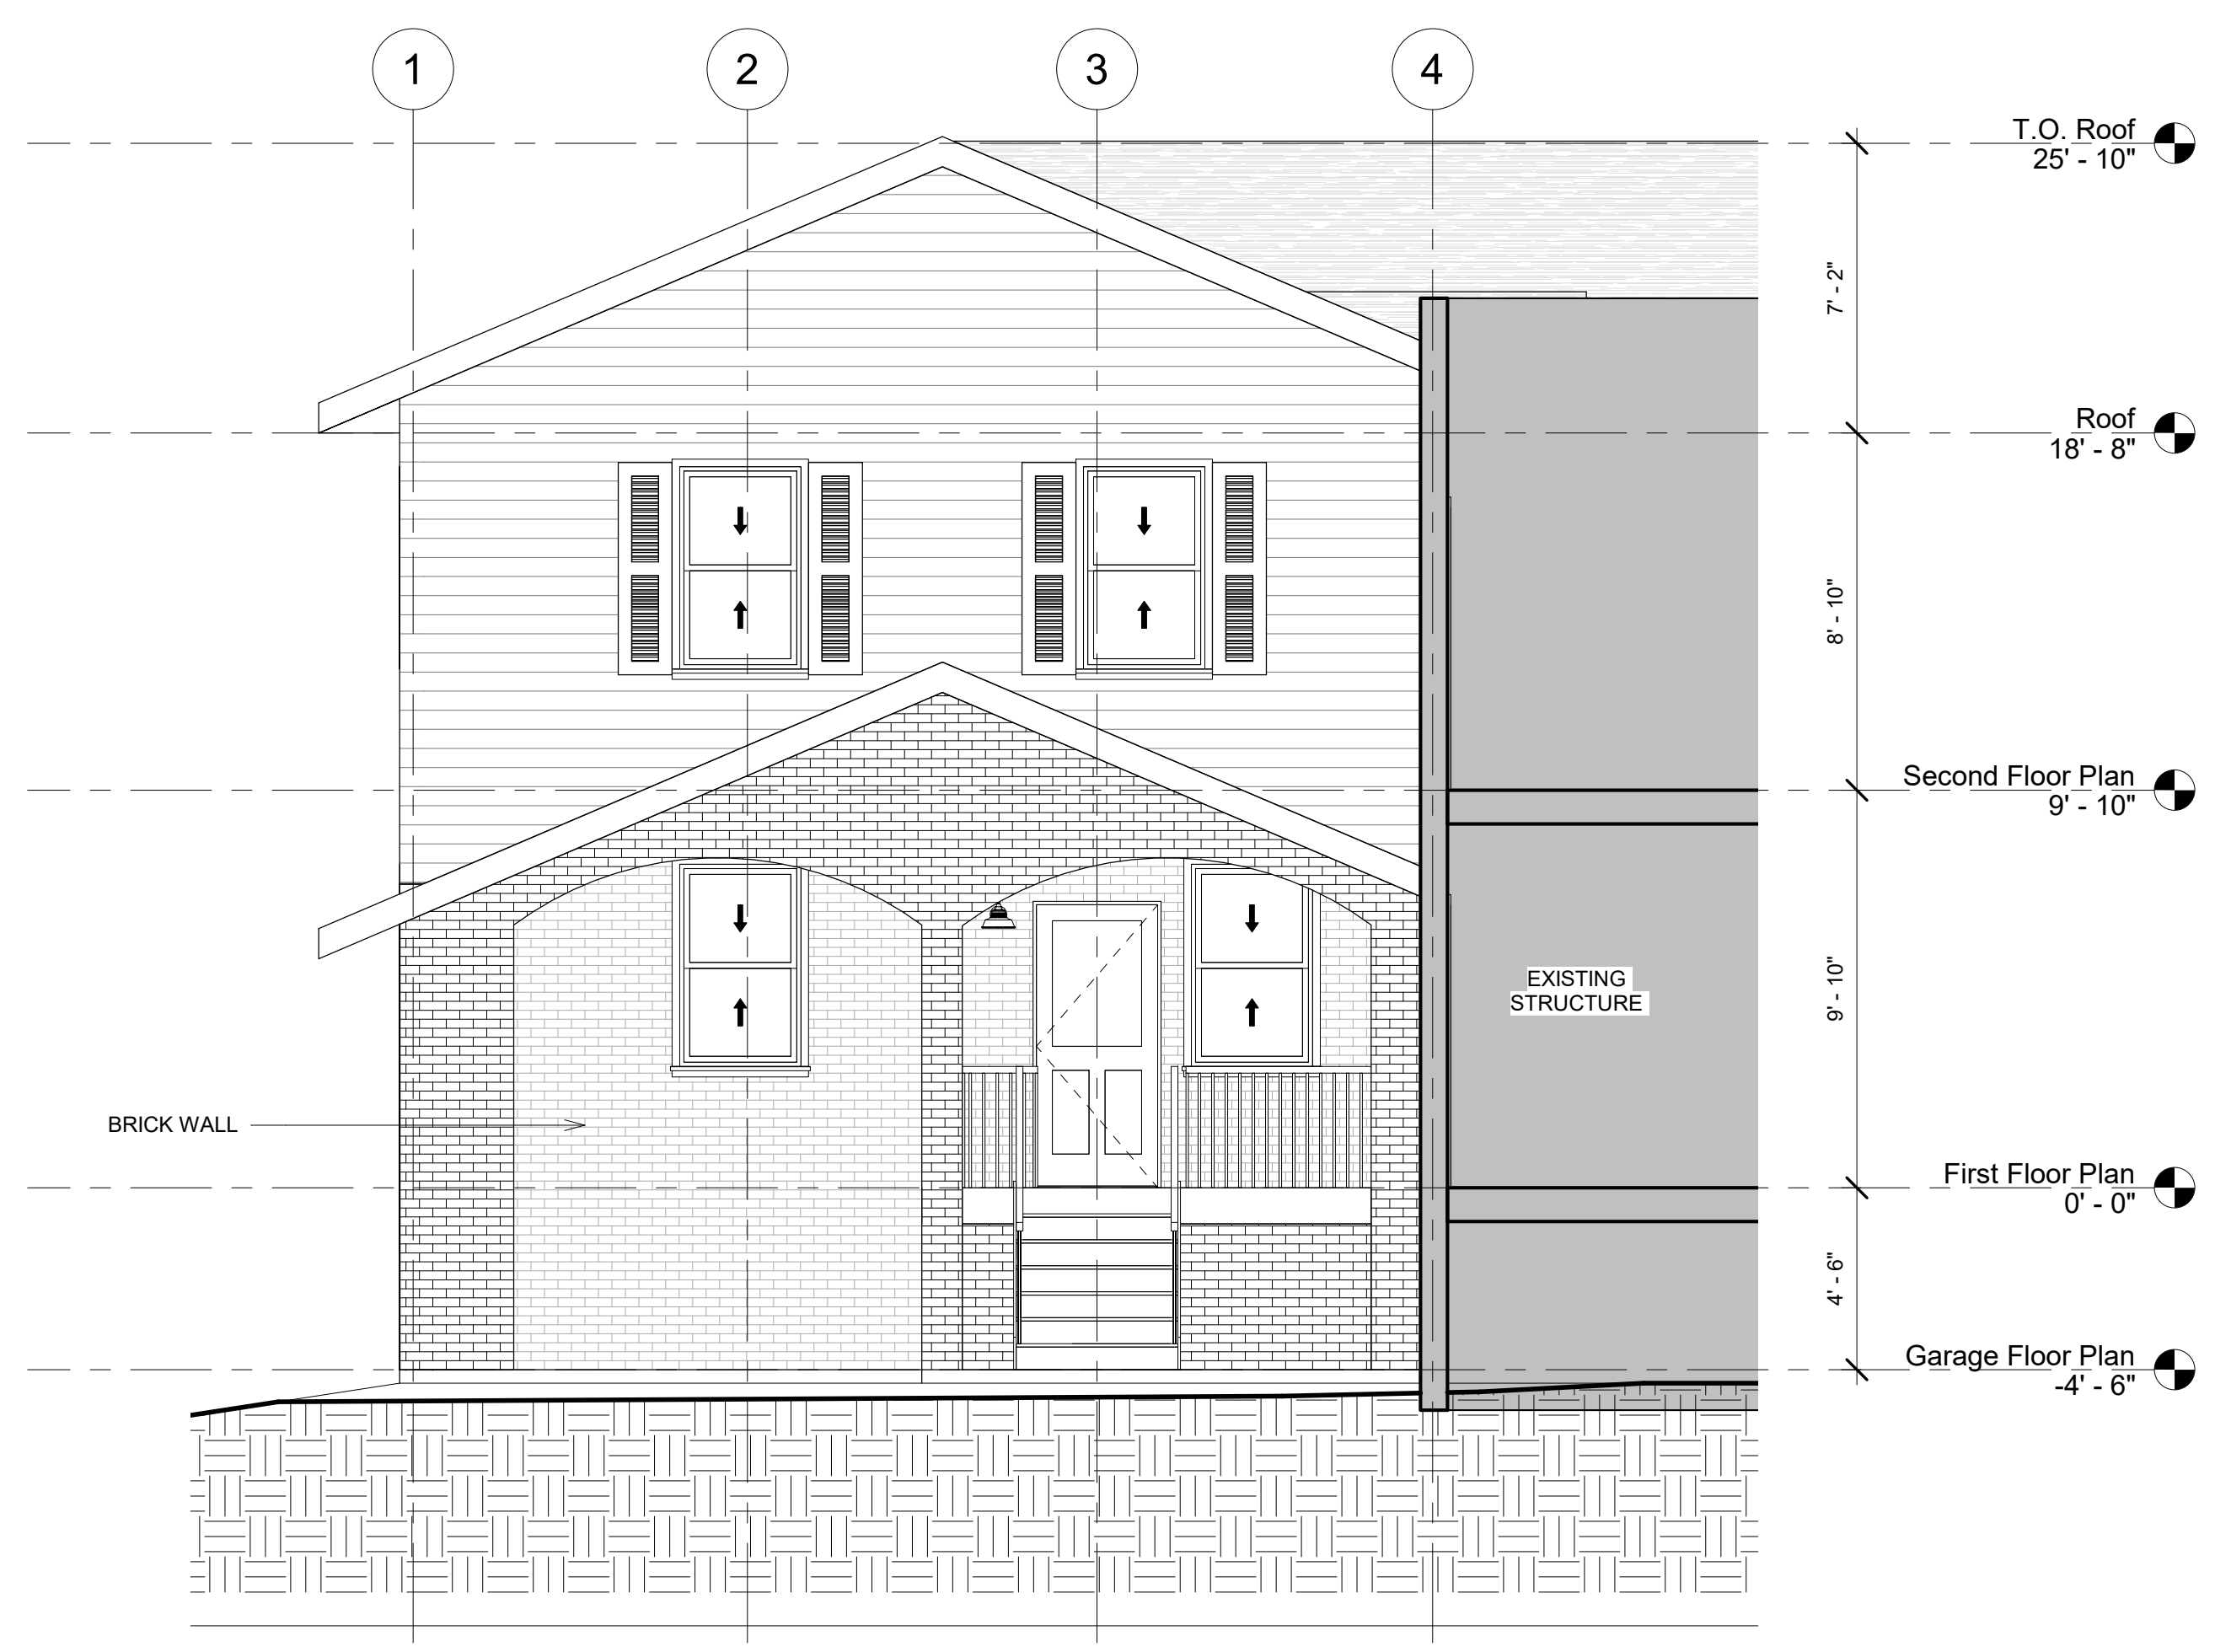 1
2
3
4
T.O. Roof
25' - 10"
7' - 2"
Roof
18' - 8"
8' - 10"
Second Floor Plan
9' - 10"
EXISTING
STRUCTURE
9' - 10"
BRICK WALL
First Floor Plan
0' - 0"
4' - 6"
Garage Floor Plan
-4' - 6"